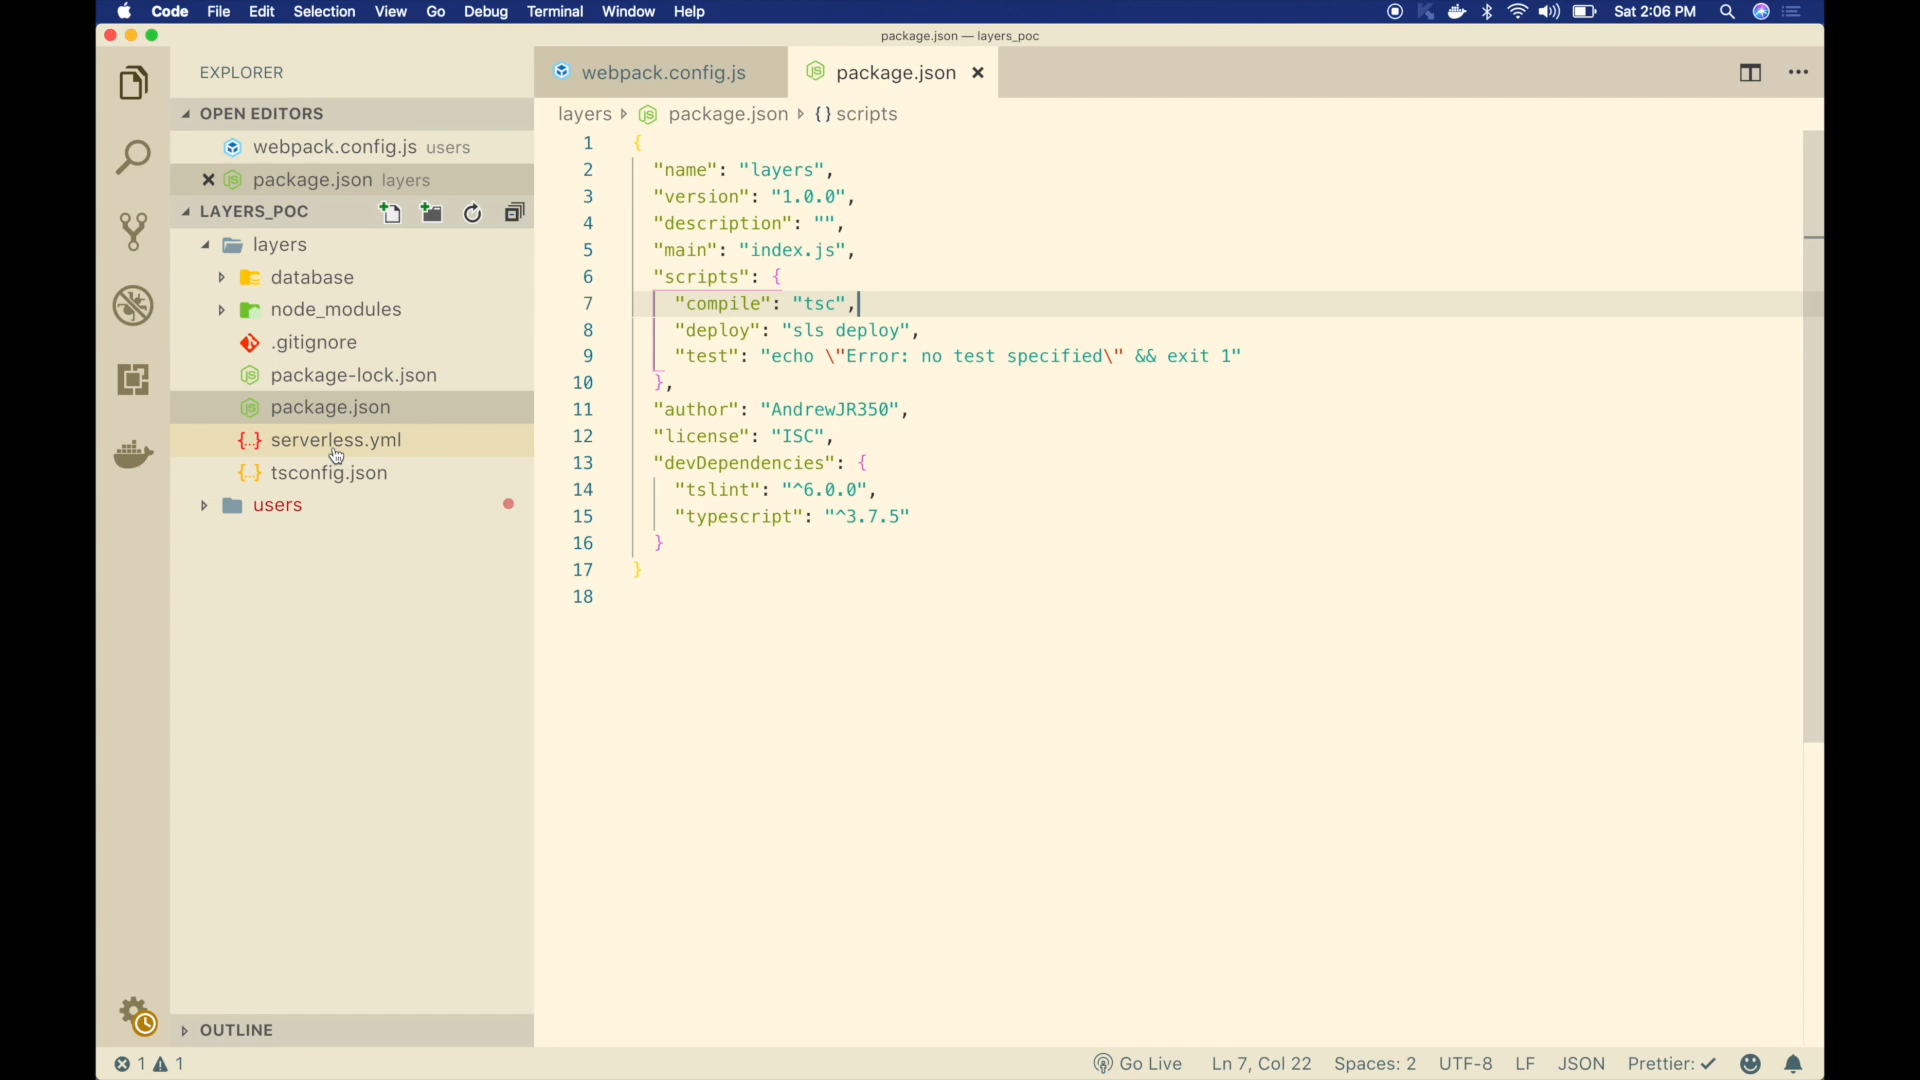 Code File Edit Selection View Go Debug Terminal Window Help Sat 2:06 PM
package.json — layers_poc
EXPLORER
OPEN EDITORS
webpack.config.js users
package.json layers
LAYERS_POC
layers
database
node_modules
.gitignore
package-lock.json
package.json
serverless.yml
{..} tsconfig.json
users
OUTLINE
webpack.config.js package.json
layers package.json {} scripts
1 {
2 "name": "layers",
3 "version": "1.0.0",
4 "description": "",
5 "main": "index.js",
6 "scripts": {
7 "compile": "tsc",
8 "deploy": "sls deploy",
9 "test": "echo \"Error: no test specified\" && exit 1"
10 },
11 "author": "AndrewJR350",
12 "license": "ISC",
13 "devDependencies": {
14 "tslint": "^6.0.0",
15 "typescript": "^3.7.5"
16 }
17 }
18
1 1 Go Live Ln 7, Col 22 Spaces: 2 UTF-8 LF JSON Prettier: ✓